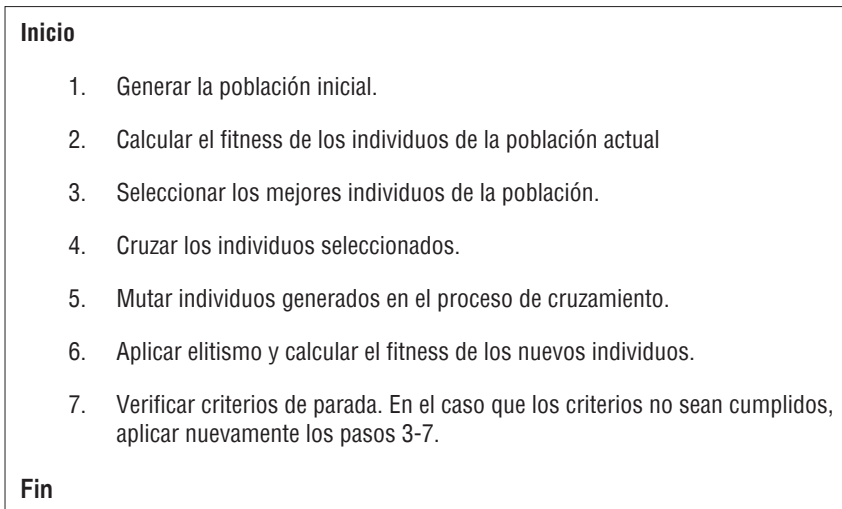 Inicio
1. Generar la población inicial.
2. Calcular el fitness de los individuos de la población actual
3. Seleccionar los mejores individuos de la población.
4. Cruzar los individuos seleccionados.
5. Mutar individuos generados en el proceso de cruzamiento.
6. Aplicar elitismo y calcular el fitness de los nuevos individuos.
7. Verificar criterios de parada. En el caso que los criterios no sean cumplidos,
aplicar nuevamente los pasos 3-7.
Fin